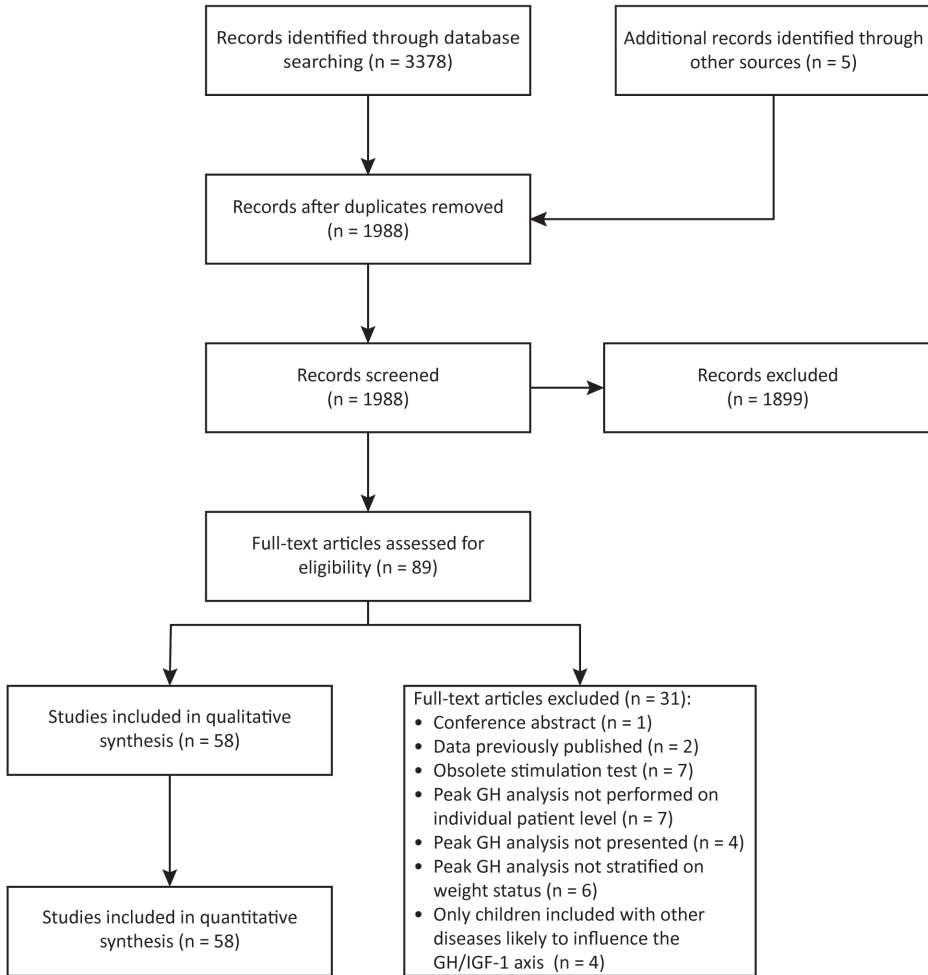 Records identified through database
searching (n = 3378)
Additional records identified through
other sources (n = 5)
Records after duplicates removed
(n = 1988)
Records screened
(n = 1988)
Records excluded
(n = 1899)
Full-text articles assessed for
eligibility (n = 89)
Studies included in qualitative
synthesis (n = 58)
Full-text articles excluded (n = 31):
• Conference abstract (n = 1)
• Data previously published (n = 2)
• Obsolete stimulation test (n = 7)
• Peak GH analysis not performed on
individual patient level (n = 7)
• Peak GH analysis not presented (n = 4)
• Peak GH analysis not stratified on
weight status (n = 6)
• Only children included with other
diseases likely to influence the
GH/IGF-1 axis (n = 4)
Studies included in quantitative
synthesis (n = 58)